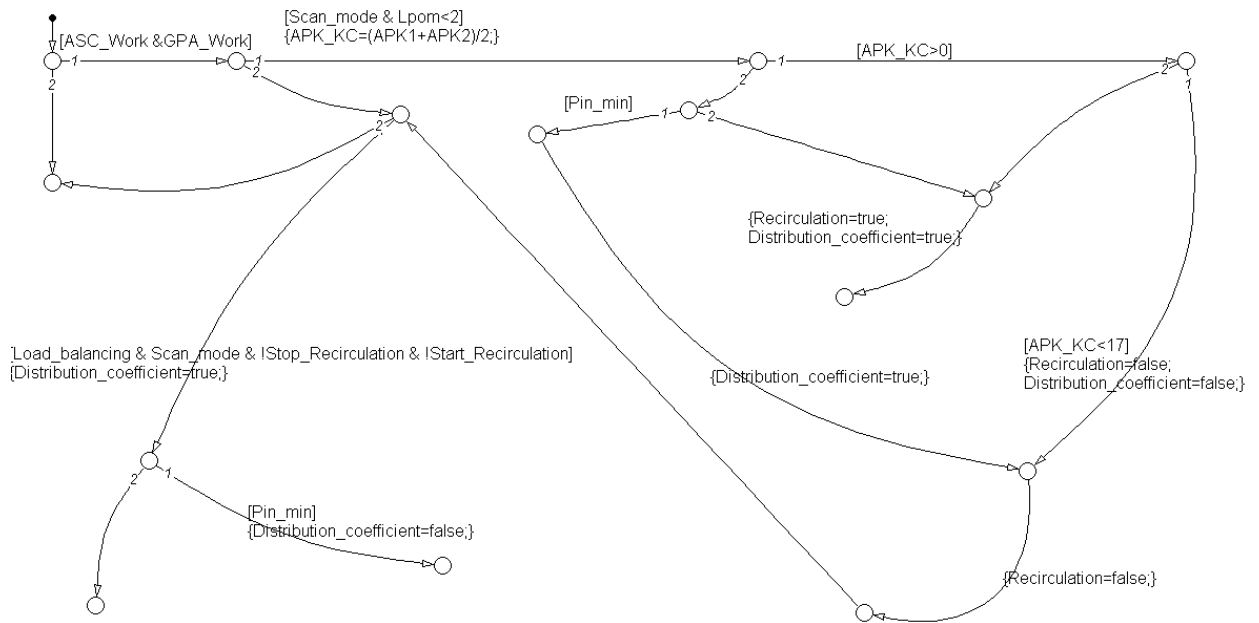 [Scan_mode & Lpom<2]
{APK_KC=(APK1+APK2)/2;}
[ASC_Work &GPA_Work]
[APK_KC>0]
1
1
1
2
2
2
2
1
[Pin_min]
1
2
2
{Recirculation=true;
Distribution_coefficient=true;}
[Load_balancing & Scan_mode & !Stop_Recirculation & !Start_Recirculation]
{Distribution_coefficient=true;}
[APK_KC<17]
{Recirculation=false;
Distribution_coefficient=false;}
{Distribution_coefficient=true;}
2
1
[Pin_min]
{Distribution_coefficient=false;}
{Recirculation=false;}